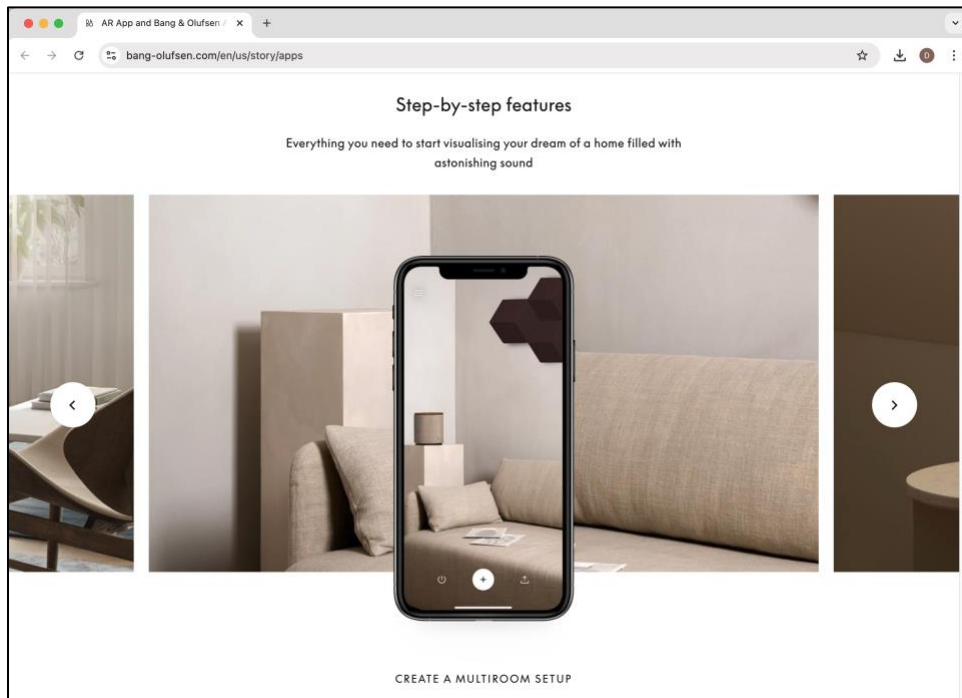 AR App and Bang & Olufsen
bang-olufsen.com/en/us/story/apps
D
Step-by-step features
Everything you need to start visualising your dream of a home filled with
astonishing sound
CREATE A MULTIROOM SETUP